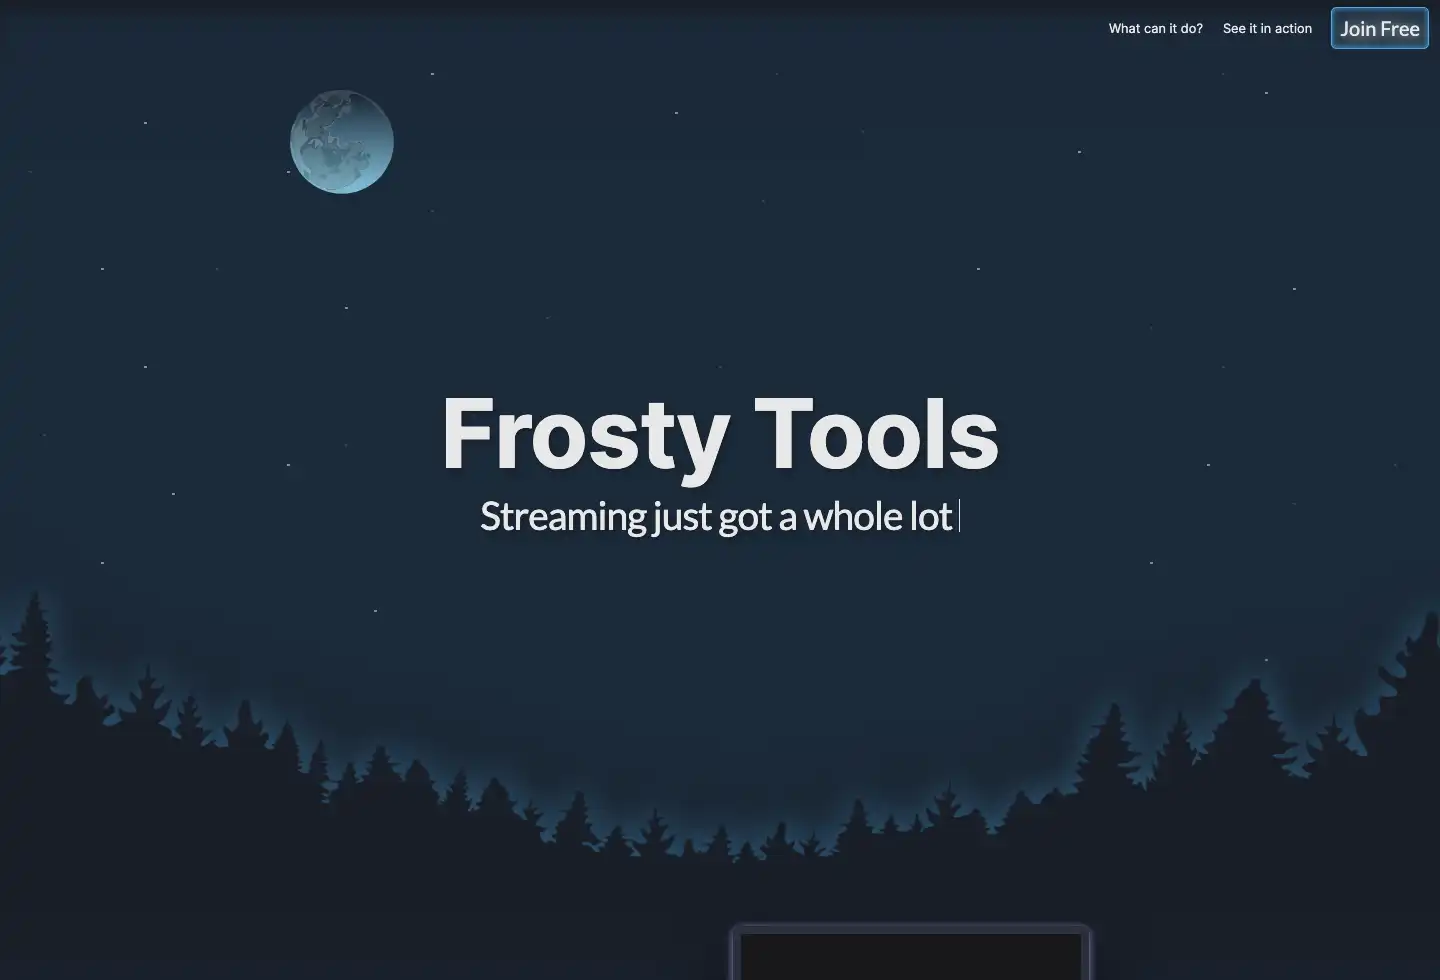 What can it do?
See it in action
Join Free
Frosty Tools
Streaming just got a whole lot